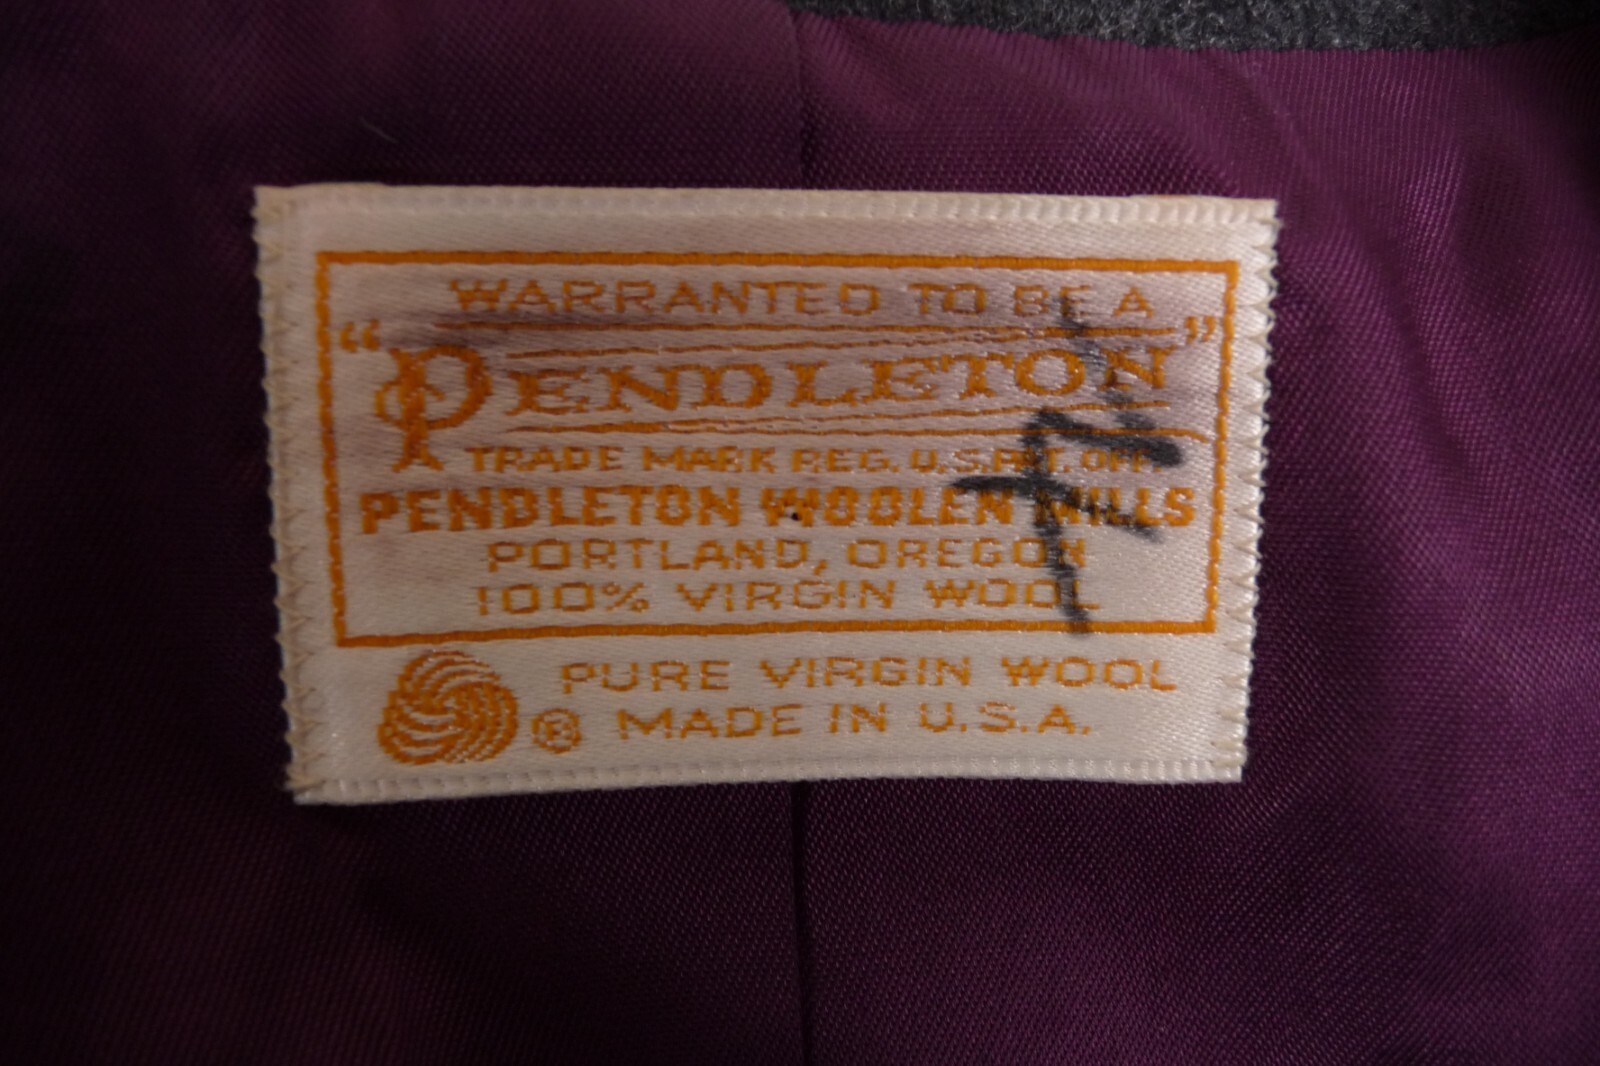 WARRANTED TO BE A
"PENDLETON"
TRADE MARK REG. U.S. PAT. OFF.
PENDLETON WOOLEN MILLS
PORTLAND, OREGON
100% VIRGIN WOOL
PURE VIRGIN WOOL
® MADE IN U.S.A.